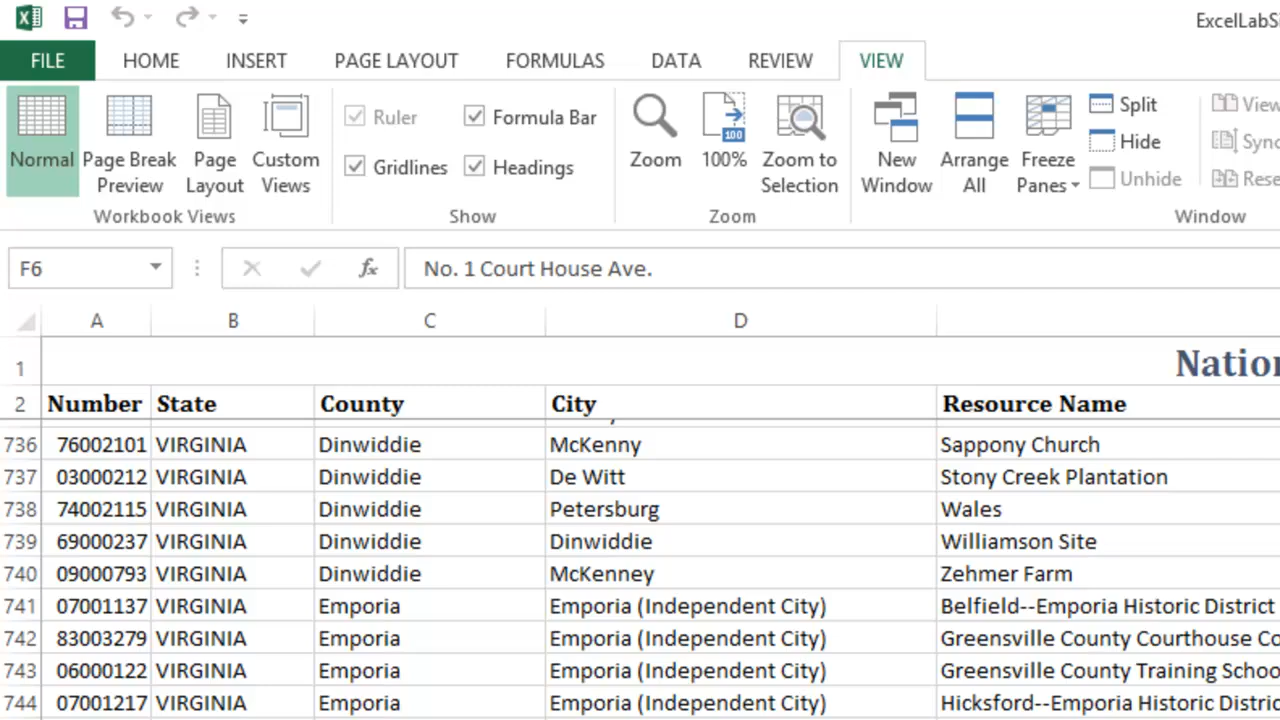 ExcelLabSi
FILE HOME INSERT PAGE LAYOUT FORMULAS DATA REVIEW VIEW
Normal Page Break Preview Page Layout Custom Views
Workbook Views
Ruler Formula Bar
Gridlines Headings
Show
Zoom 100 100% Zoom to Selection
Zoom
New Window Arrange All Freeze Panes
Split View
Hide Sync
Unhide Rese
Window
F6 fx No. 1 Court House Ave.
A B C D
1 Nation
2 Number State County City Resource Name
736 76002101 VIRGINIA Dinwiddie McKenny Sappony Church
737 03000212 VIRGINIA Dinwiddie De Witt Stony Creek Plantation
738 74002115 VIRGINIA Dinwiddie Petersburg Wales
739 69000237 VIRGINIA Dinwiddie Dinwiddie Williamson Site
740 09000793 VIRGINIA Dinwiddie McKenney Zehmer Farm
741 07001137 VIRGINIA Emporia Emporia (Independent City) Belfield--Emporia Historic District
742 83003279 VIRGINIA Emporia Emporia (Independent City) Greensville County Courthouse Co
743 06000122 VIRGINIA Emporia Emporia (Independent City) Greensville County Training Schoo
744 07001217 VIRGINIA Emporia Emporia (Independent City) Hicksford--Emporia Historic Distric